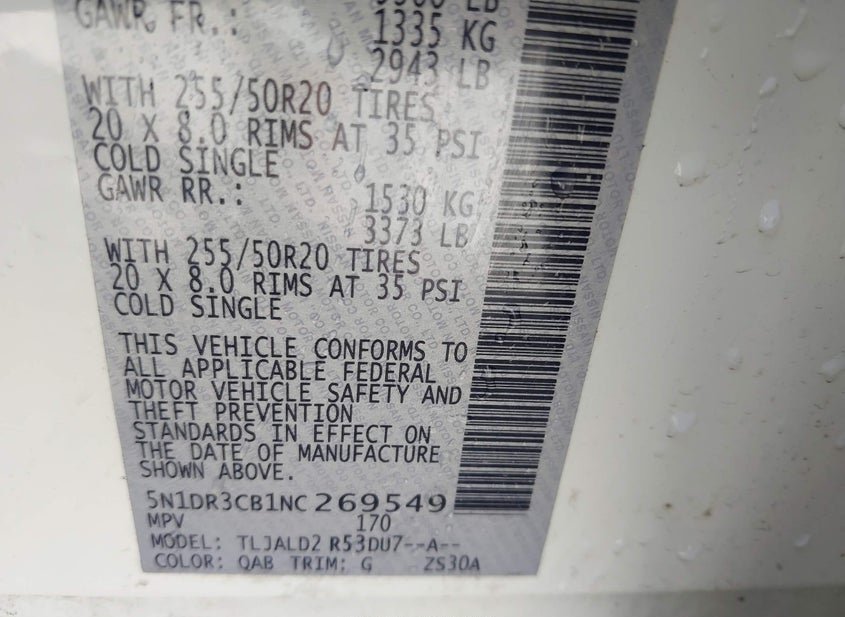 GAWR FR.:
1335 KG
2943 LB
WITH 255/50R20 TIRES
20 X 8.0 RIMS AT 35 PSI
COLD SINGLE
GAWR RR.:
1530 KG
3373 LB
WITH 255/50R20 TIRES
20 X 8.0 RIMS AT 35 PSI
COLD SINGLE
THIS VEHICLE CONFORMS TO
ALL APPLICABLE FEDERAL
MOTOR VEHICLE SAFETY AND
THEFT PREVENTION
STANDARDS IN EFFECT ON
THE DATE OF MANUFACTURE
SHOWN ABOVE.
5N1DR3CB1NC269549
MPV 170
MODEL: TLJALD2 R53DU7--A--
COLOR: QAB TRIM: G ZS30A